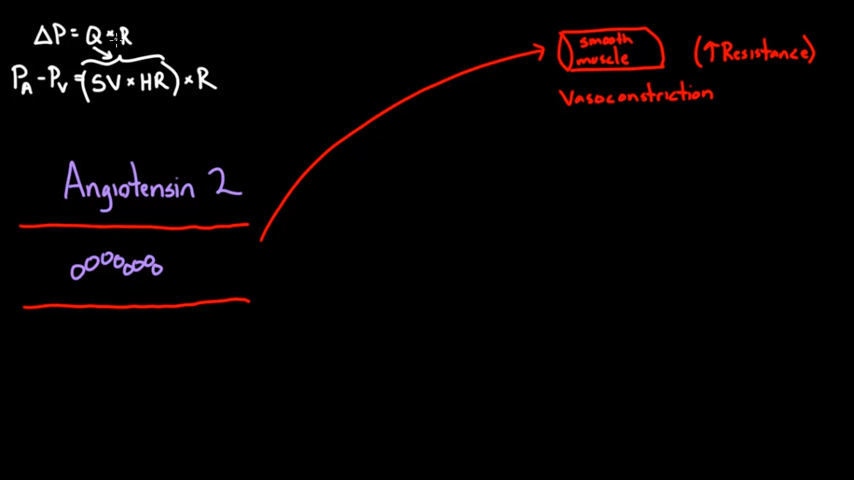 ΔP = Q * R
P_A - P_V = (SV * HR) * R
smooth
muscle
(↑Resistance)
Vasoconstriction
Angiotensin 2